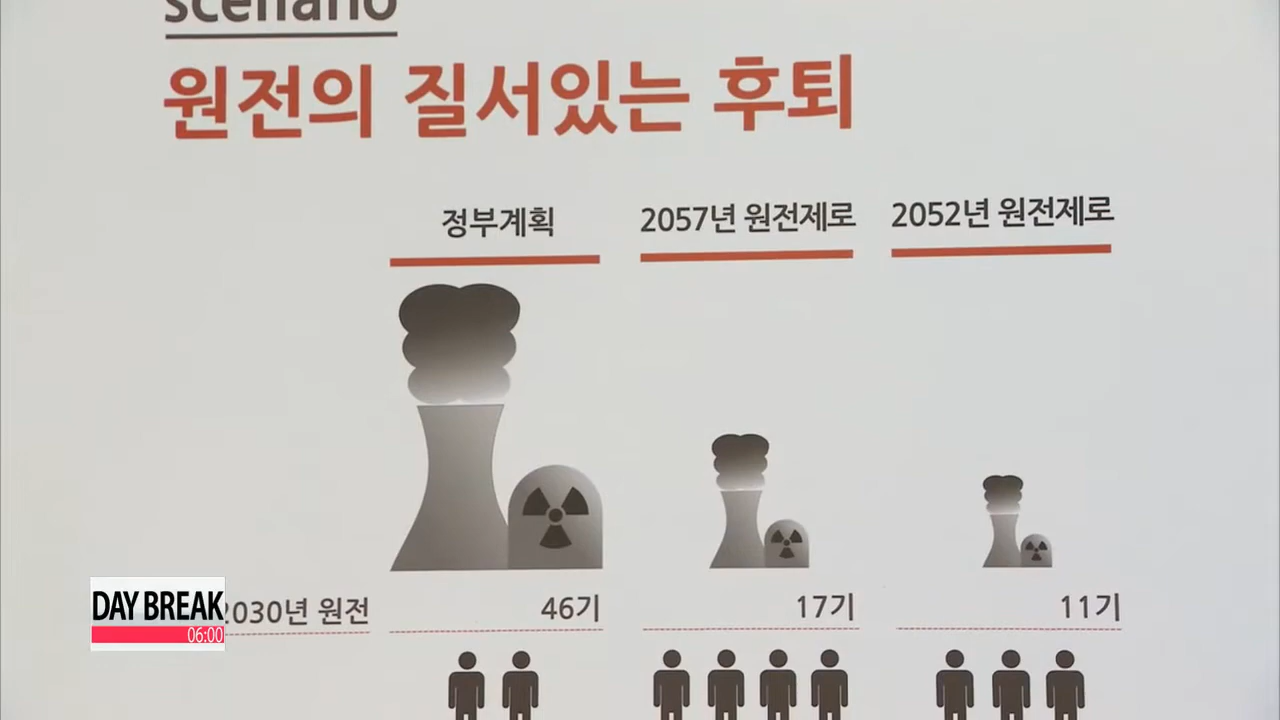 scenario
원전의 질서있는 후퇴
정부계획 2057년 원전제로 2052년 원전제로
2030년 원전 46기 17기 11기
DAY BREAK
06:00